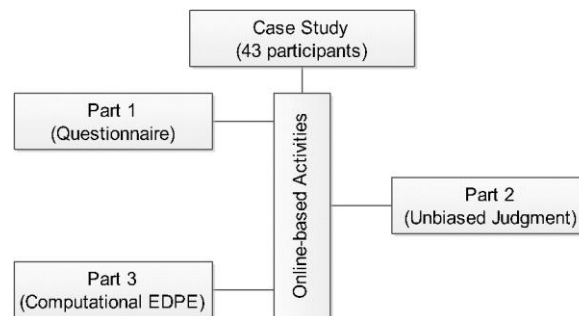 Case Study
(43 participants)
Part 1
(Questionnaire)
Online-based Activities
Part 2
(Unbiased Judgment)
Part 3
(Computational EDPE)